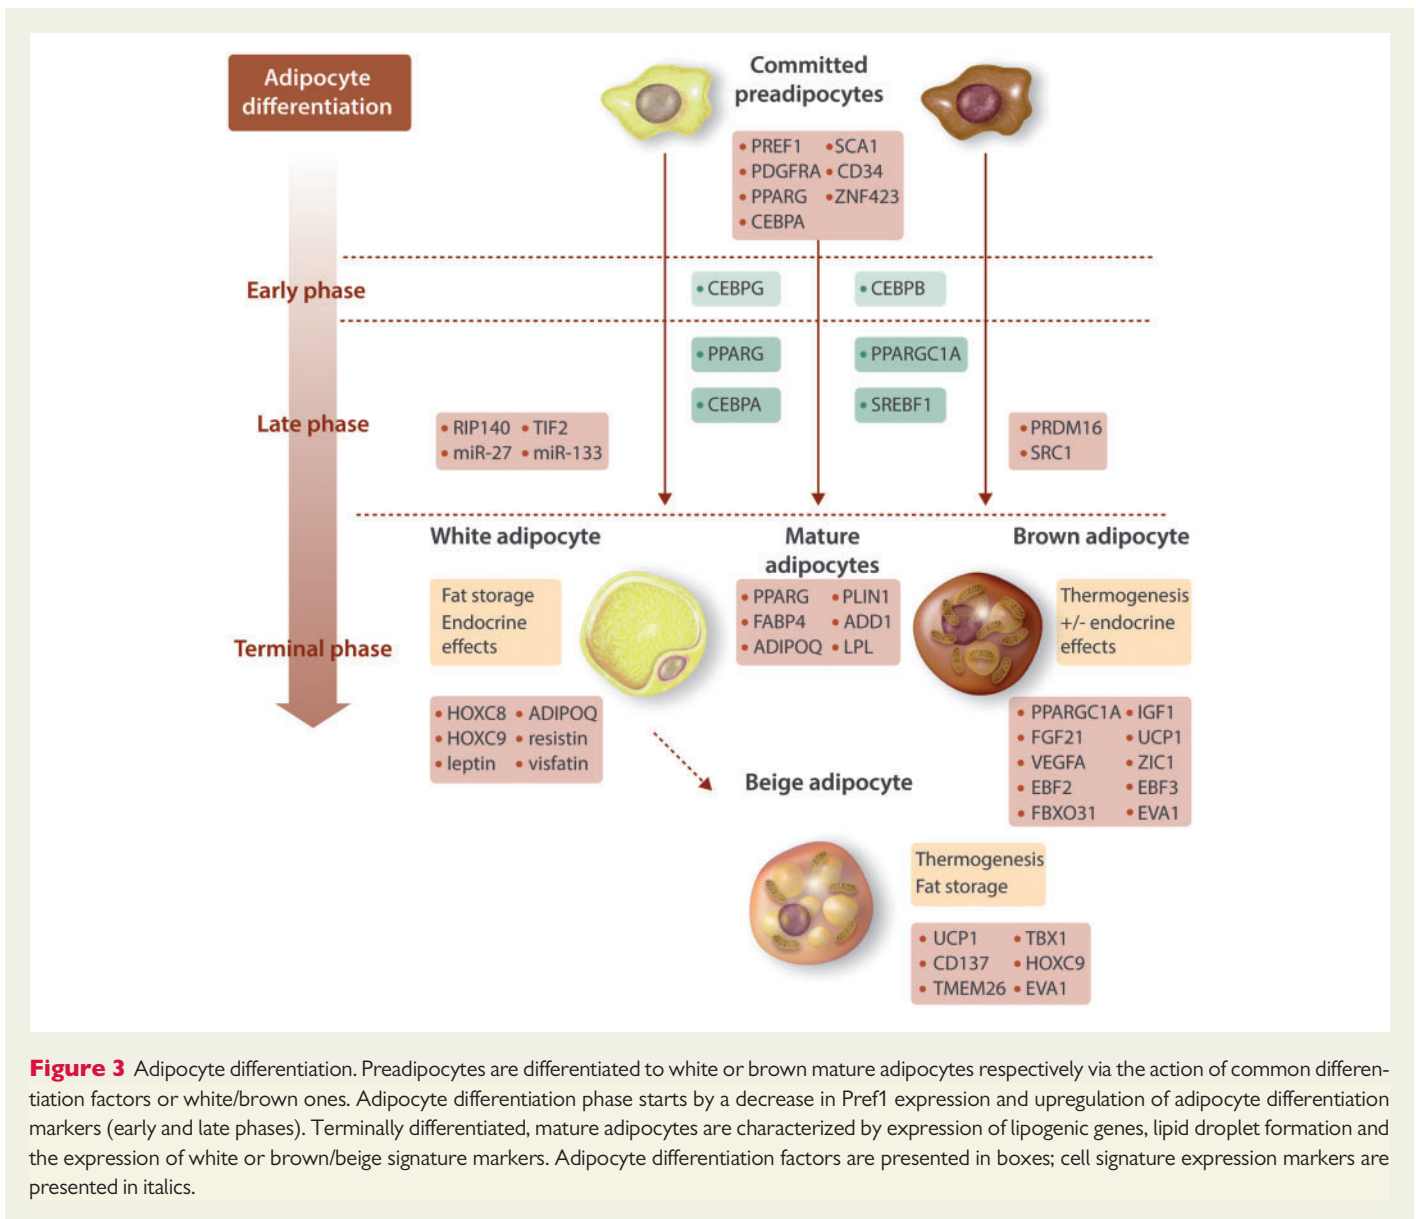 Adipocyte
differentiation
Committed
preadipocytes
• PREF1 • SCA1
• PDGFRA • CD34
• PPARG • ZNF423
• CEBPA
Early phase
• CEBPG
• CEBPB
• PPARG
• PPARGC1A
• CEBPA
• SREBF1
Late phase
• RIP140 • TIF2
• miR-27 • miR-133
• PRDM16
• SRC1
White adipocyte
Mature
adipocytes
Brown adipocyte
Terminal phase
Fat storage
Endocrine
effects
• PPARG • PLIN1
• FABP4 • ADD1
• ADIPOQ • LPL
Thermogenesis
+/- endocrine
effects
• HOXC8 • ADIPOQ
• HOXC9 • resistin
• leptin • visfatin
• PPARGC1A • IGF1
• FGF21 • UCP1
• VEGFA • ZIC1
• EBF2 • EBF3
• FBXO31 • EVA1
Beige adipocyte
Thermogenesis
Fat storage
• UCP1 • TBX1
• CD137 • HOXC9
• TMEM26 • EVA1
Figure 3 Adipocyte differentiation. Preadipocytes are differentiated to white or brown mature adipocytes respectively via the action of common differen-
tiation factors or white/brown ones. Adipocyte differentiation phase starts by a decrease in Pref1 expression and upregulation of adipocyte differentiation
markers (early and late phases). Terminally differentiated, mature adipocytes are characterized by expression of lipogenic genes, lipid droplet formation and
the expression of white or brown/beige signature markers. Adipocyte differentiation factors are presented in boxes; cell signature expression markers are
presented in italics.